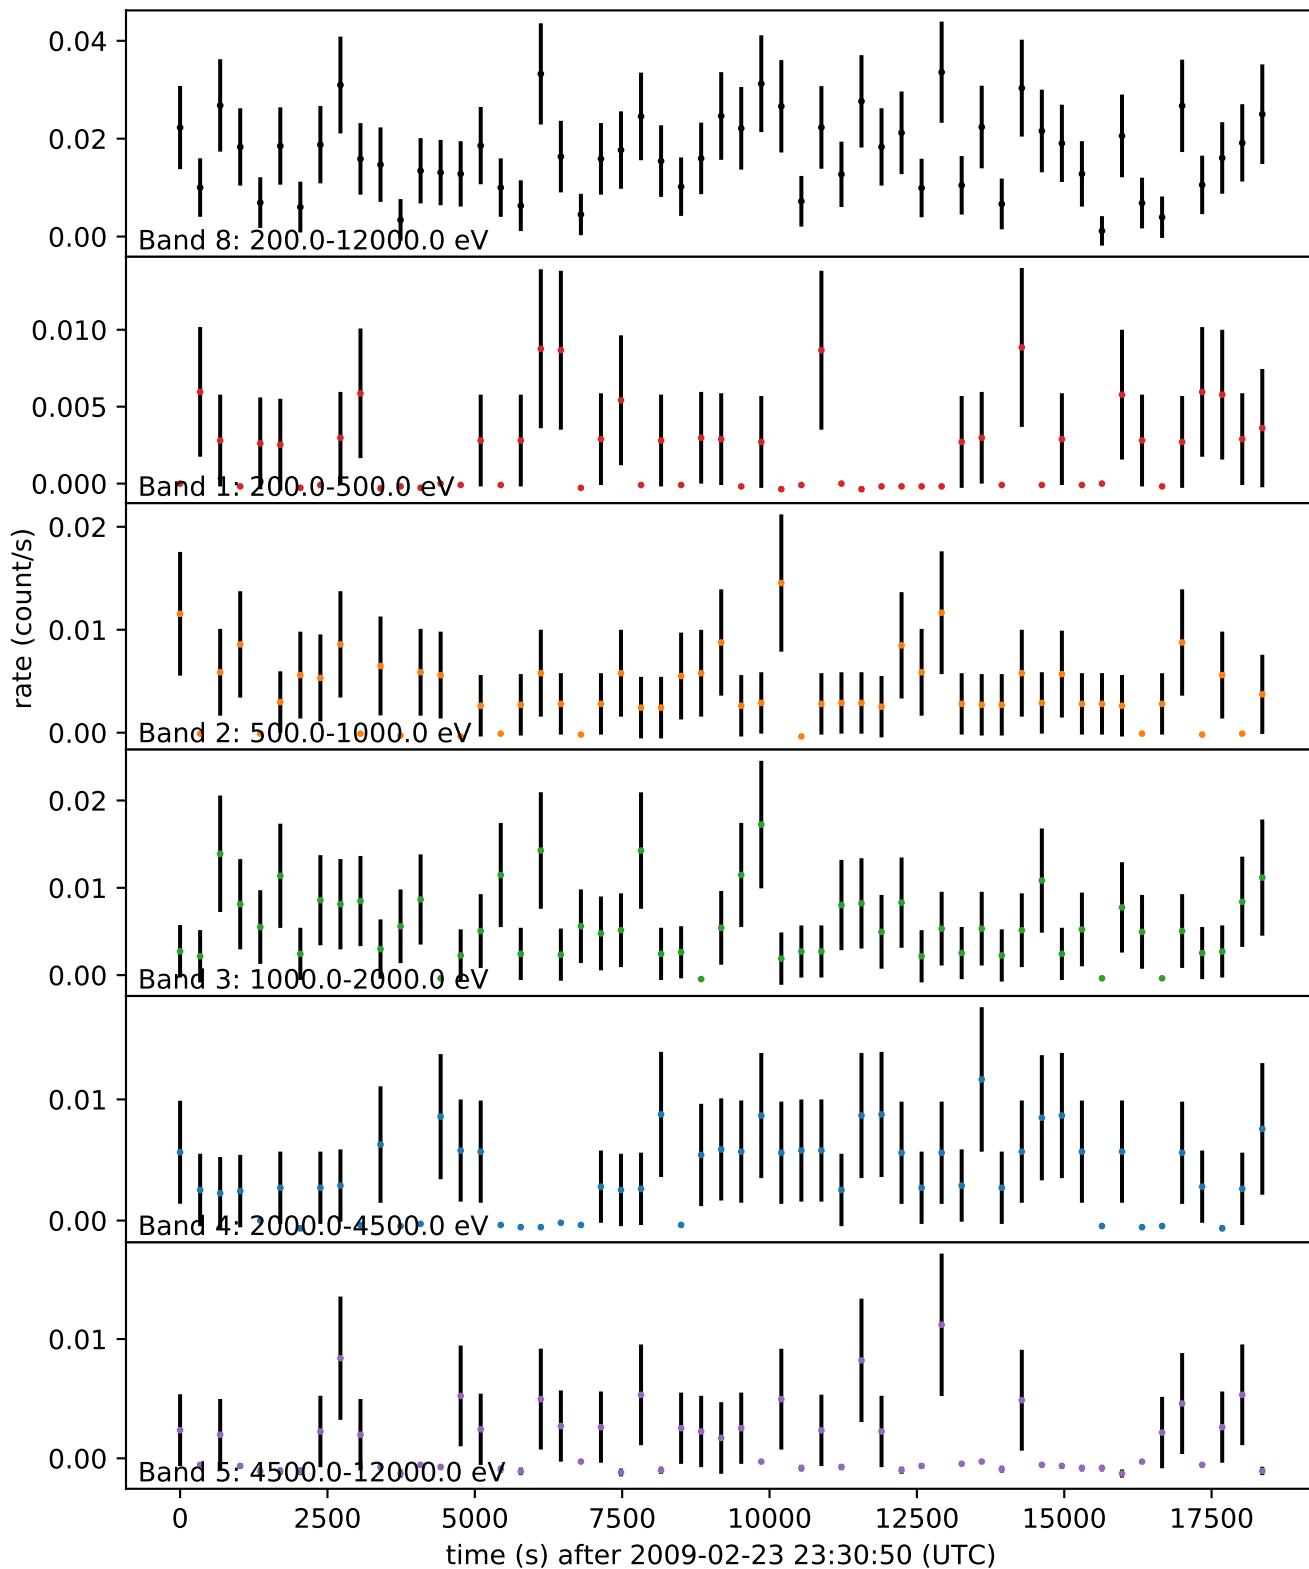 0.04
0.02
0.00
Band 8: 200.0-12000.0 eV
0.010
0.005
0.000
Band 1: 200.0-500.0 eV
0.02
0.01
0.00
Band 2: 500.0-1000.0 eV
rate (count/s)
0.02
0.01
0.00
Band 3: 1000.0-2000.0 eV
0.01
0.00
Band 4: 2000.0-4500.0 eV
0.01
0.00
Band 5: 4500.0-12000.0 eV
0 2500 5000 7500 10000 12500 15000 17500
time (s) after 2009-02-23 23:30:50 (UTC)